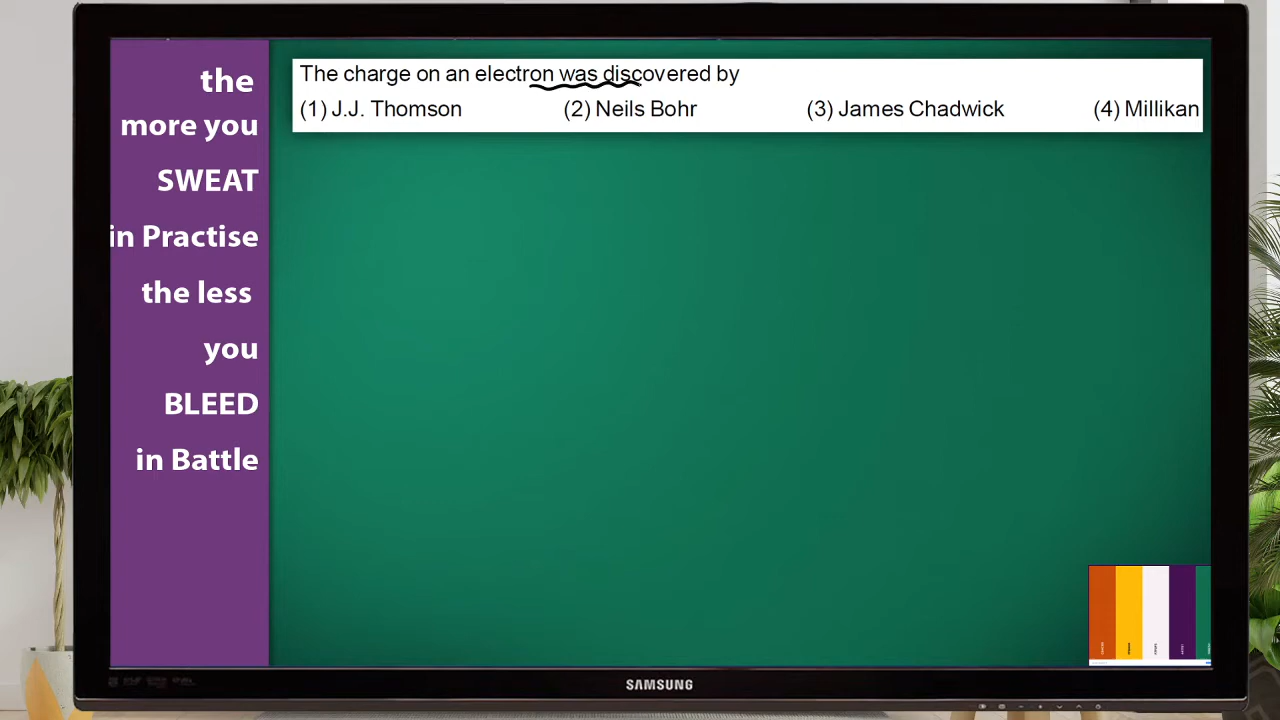 the
more you
SWEAT
in Practise
the less
you
BLEED
in Battle
The charge on an electron was discovered by
(1) J.J. Thomson (2) Neils Bohr (3) James Chadwick (4) Millikan
SAMSUNG